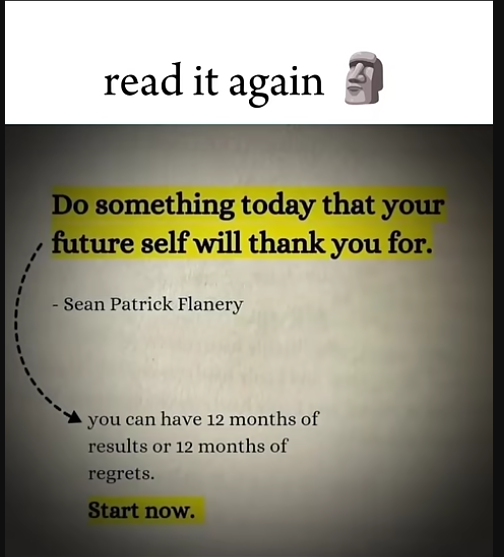 read it again 🗿
Do something today that your
future self will thank you for.
- Sean Patrick Flanery
you can have 12 months of
results or 12 months of
regrets.
Start now.